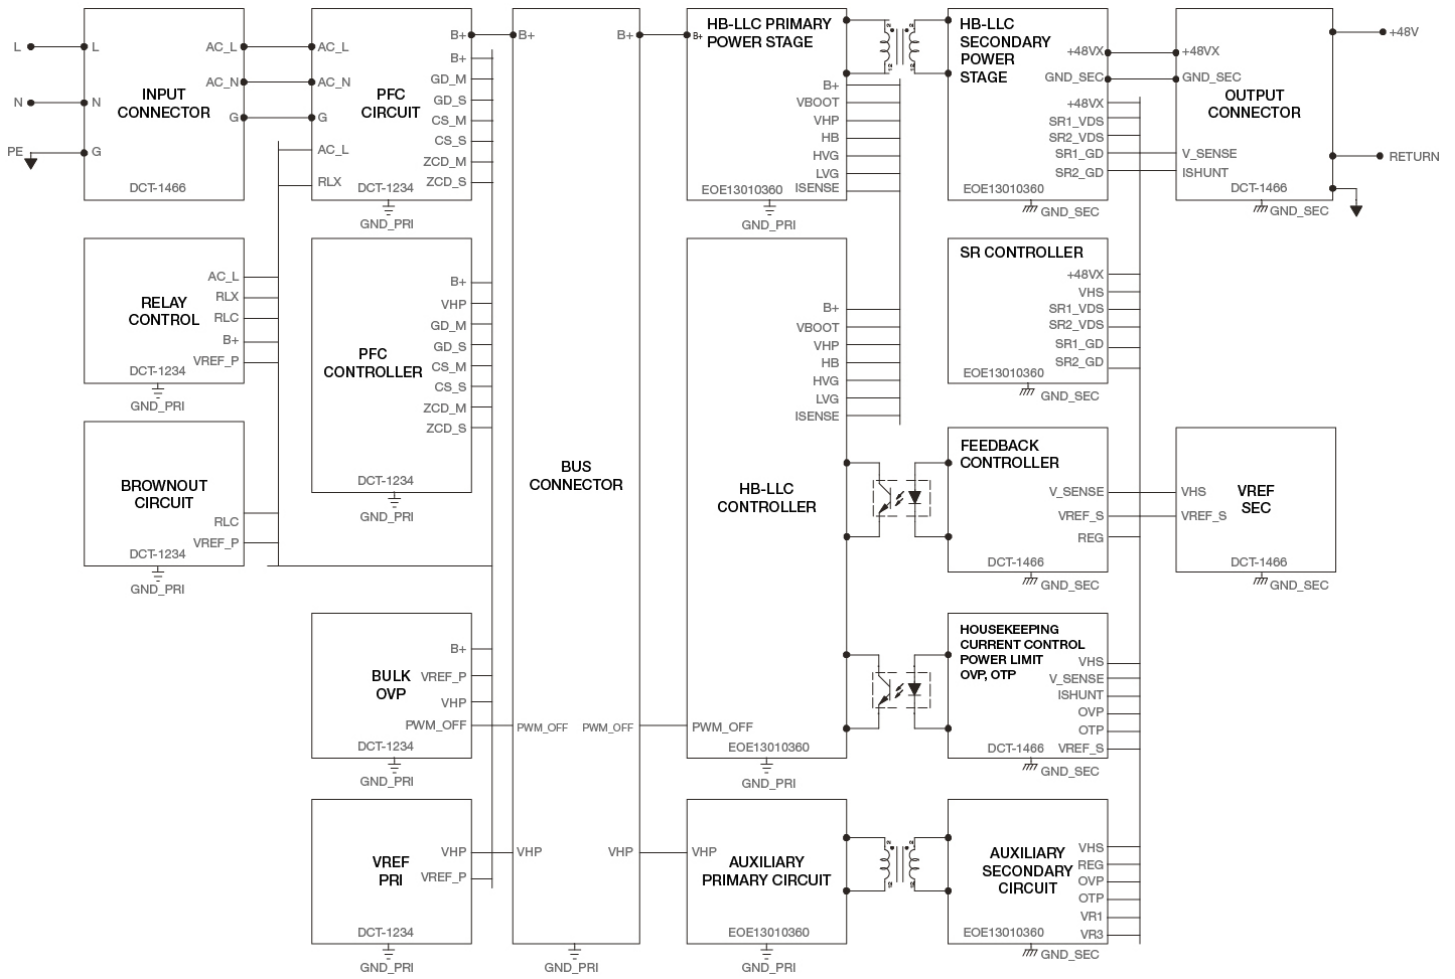 L
L
N
N
PE
G
INPUT
CONNECTOR
AC_L
AC_N
G
DCT-1466
AC_L
AC_N
G
AC_L
RLX
PFC
CIRCUIT
B+
B+
GD_M
GD_S
CS_M
CS_S
ZCD_M
ZCD_S
DCT-1234
GND_PRI
B+
B+
B+
HB-LLC PRIMARY
POWER STAGE
B+
VBOOT
VHP
HB
HVG
LVG
ISENSE
EOE13010360
GND_PRI
HB-LLC
SECONDARY
POWER
STAGE
+48VX
GND_SEC
+48VX
SR1_VDS
SR2_VDS
SR1_GD
SR2_GD
EOE13010360
GND_SEC
+48VX
GND_SEC
OUTPUT
CONNECTOR
V_SENSE
ISHUNT
DCT-1466
GND_SEC
+48V
RETURN
RELAY
CONTROL
AC_L
RLX
RLC
B+
VREF_P
DCT-1234
GND_PRI
PFC
CONTROLLER
B+
VHP
GD_M
GD_S
CS_M
CS_S
ZCD_M
ZCD_S
DCT-1234
GND_PRI
BUS
CONNECTOR
HB-LLC
CONTROLLER
B+
VBOOT
VHP
HB
HVG
LVG
ISENSE
SR CONTROLLER
+48VX
VHS
SR1_VDS
SR2_VDS
SR1_GD
SR2_GD
EOE13010360
GND_SEC
BROWNOUT
CIRCUIT
RLC
VREF_P
DCT-1234
GND_PRI
FEEDBACK
CONTROLLER
V_SENSE
VREF_S
REG
DCT-1466
GND_SEC
VHS
VREF_S
VREF
SEC
GND_SEC
BULK
OVP
B+
VREF_P
VHP
PWM_OFF
DCT-1234
GND_PRI
PWM_OFF
PWM_OFF
PWM_OFF
EOE13010360
GND_PRI
HOUSEKEEPING
CURRENT CONTROL
POWER LIMIT
OVP, OTP
VHS
V_SENSE
ISHUNT
OVP
OTP
VREF_S
DCT-1466
GND_SEC
VREF
PRI
VHP
VREF_P
DCT-1234
GND_PRI
VHP
VHP
GND_PRI
VHP
AUXILIARY
PRIMARY CIRCUIT
EOE13010360
GND_PRI
AUXILIARY
SECONDARY
CIRCUIT
VHS
REG
OVP
OTP
VR1
VR3
EOE13010360
GND_SEC